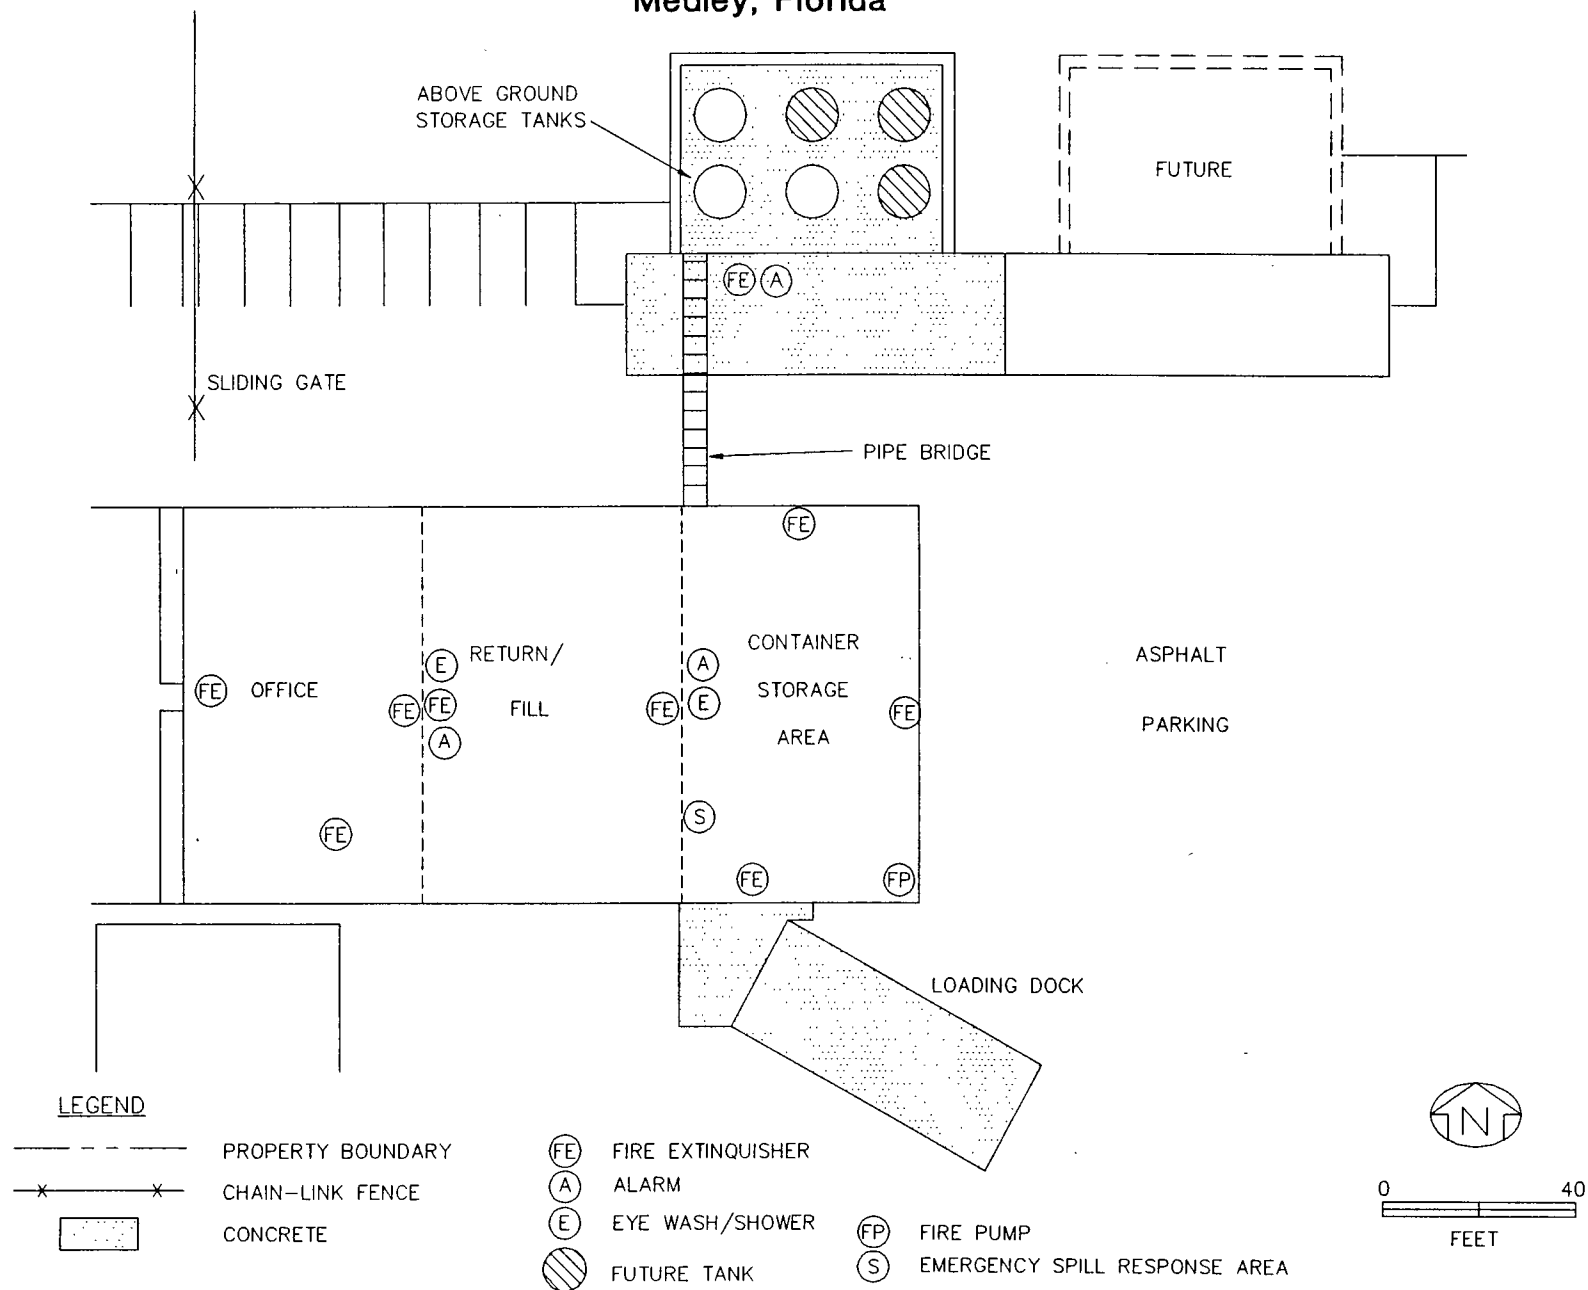 Medley, Florida
ABOVE GROUND
STORAGE TANKS
FUTURE
FE A
SLIDING GATE
PIPE BRIDGE
FE
CONTAINER
STORAGE
AREA
A
E
FE
S
FE
FP
E
RETURN/
FE
FILL
FE
A
FE
OFFICE
FE
FE
ASPHALT
PARKING
LOADING DOCK
LEGEND
PROPERTY BOUNDARY
CHAIN-LINK FENCE
CONCRETE
FE FIRE EXTINQUISHER
A ALARM
E EYE WASH/SHOWER
FUTURE TANK
FP FIRE PUMP
S EMERGENCY SPILL RESPONSE AREA
N
0 40
FEET